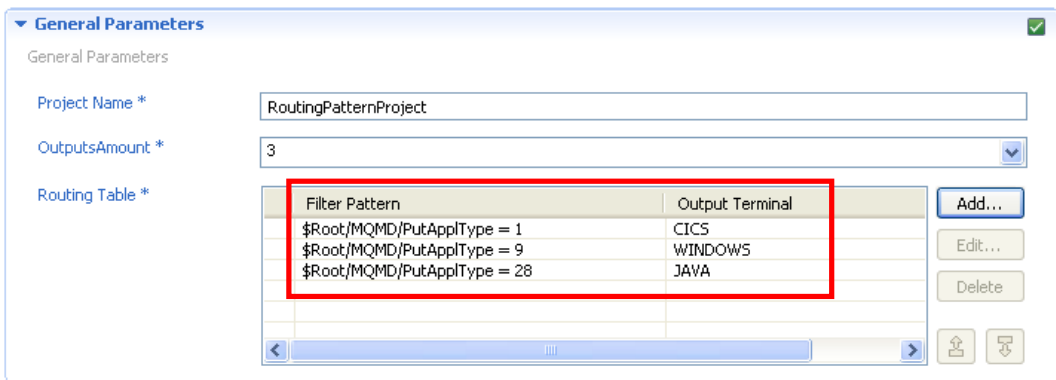 General Parameters
General Parameters
Project Name *
RoutingPatternProject
OutputsAmount *
3
Routing Table *
Filter Pattern Output Terminal
$Root/MQMD/PutApplType = 1 CICS
$Root/MQMD/PutApplType = 9 WINDOWS
$Root/MQMD/PutApplType = 28 JAVA
Add...
Edit...
Delete